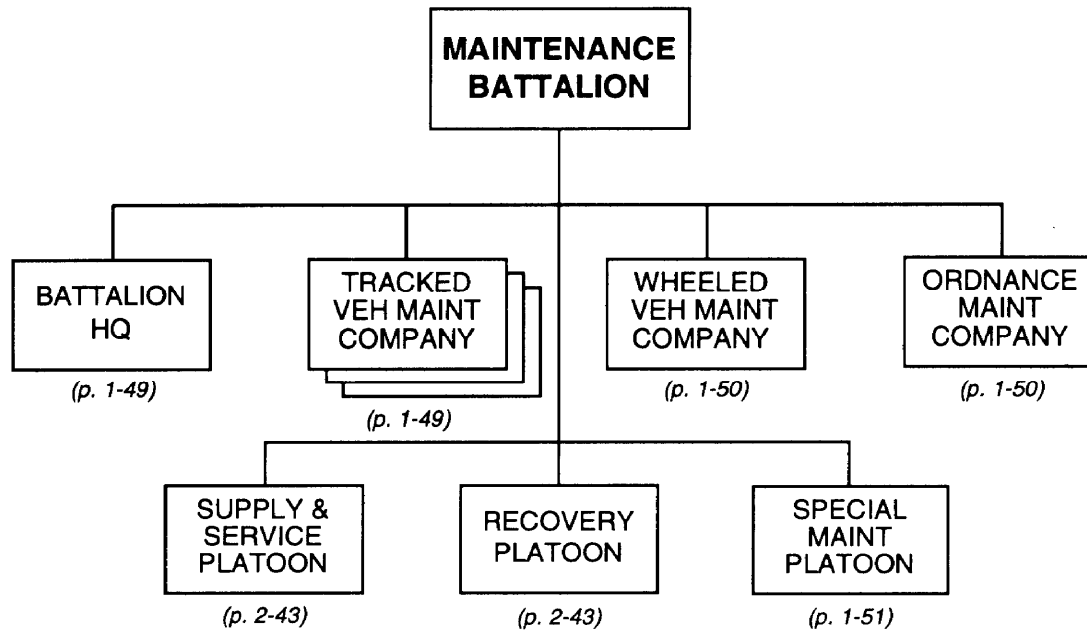 MAINTENANCE
BATTALION
BATTALION
HQ
(p. 1-49)
TRACKED
VEH MAINT
COMPANY
(p. 1-49)
WHEELED
VEH MAINT
COMPANY
(p. 1-50)
ORDNANCE
MAINT
COMPANY
(p. 1-50)
SUPPLY &
SERVICE
PLATOON
(p. 2-43)
RECOVERY
PLATOON
(p. 2-43)
SPECIAL
MAINT
PLATOON
(p. 1-51)